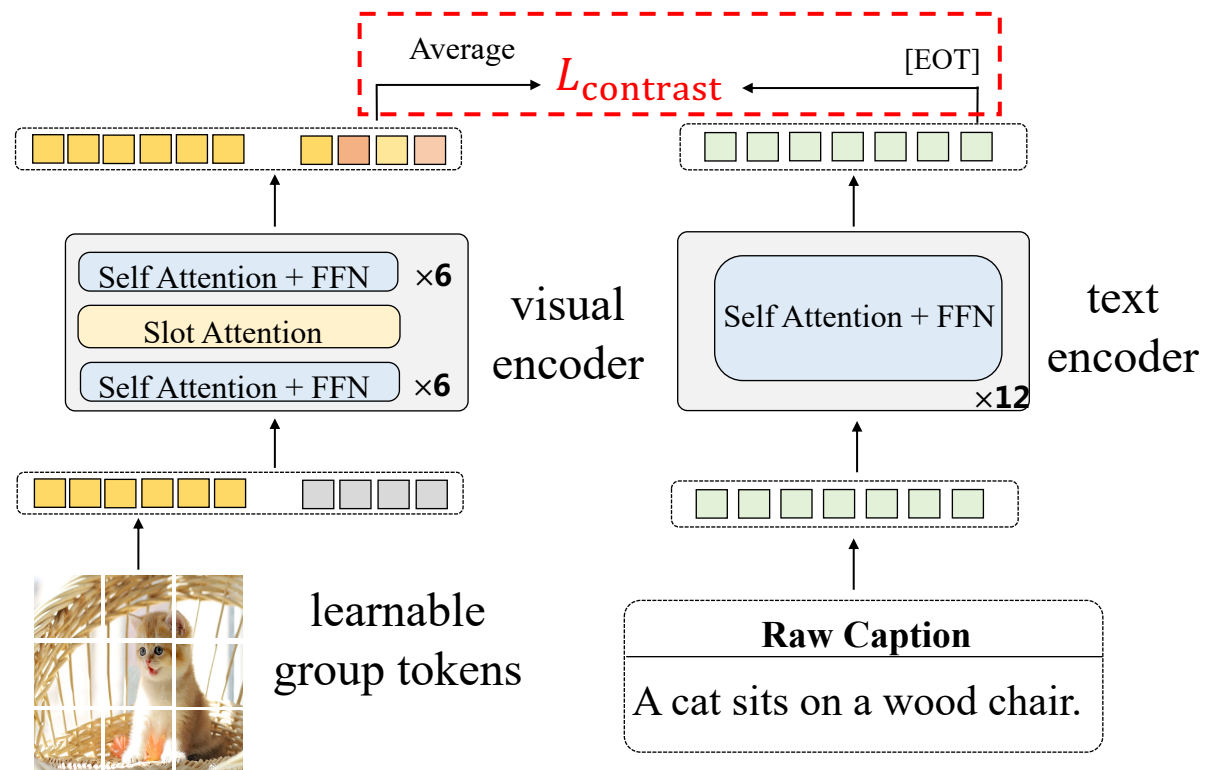 Average
[EOT]
L contrast
Self Attention + FFN ×6
Slot Attention
Self Attention + FFN ×6
visual
encoder
Self Attention + FFN
×12
text
encoder
learnable
group tokens
Raw Caption
A cat sits on a wood chair.